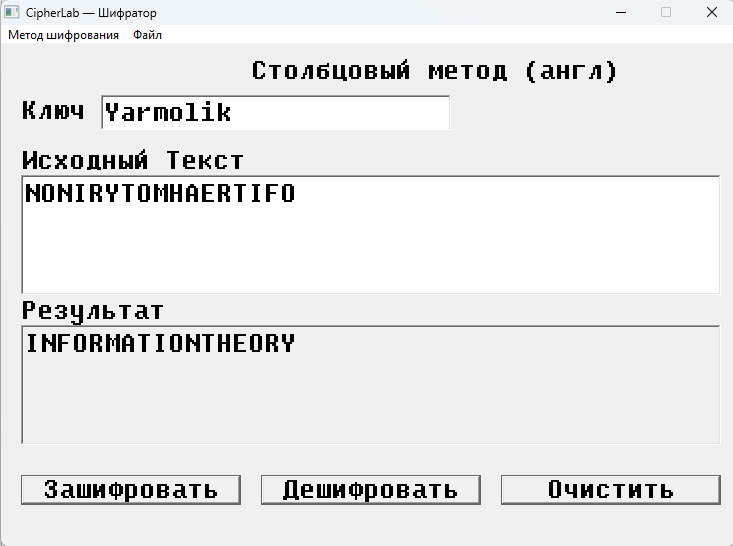 CipherLab — Шифратор
Метод шифрования Файл
Столбцовый метод (англ)
Ключ Yarmolik
Исходный Текст
NONIRYTOMHAERTIFO
Результат
INFORMATIONTHEORY
Зашифровать Дешифровать Очистить